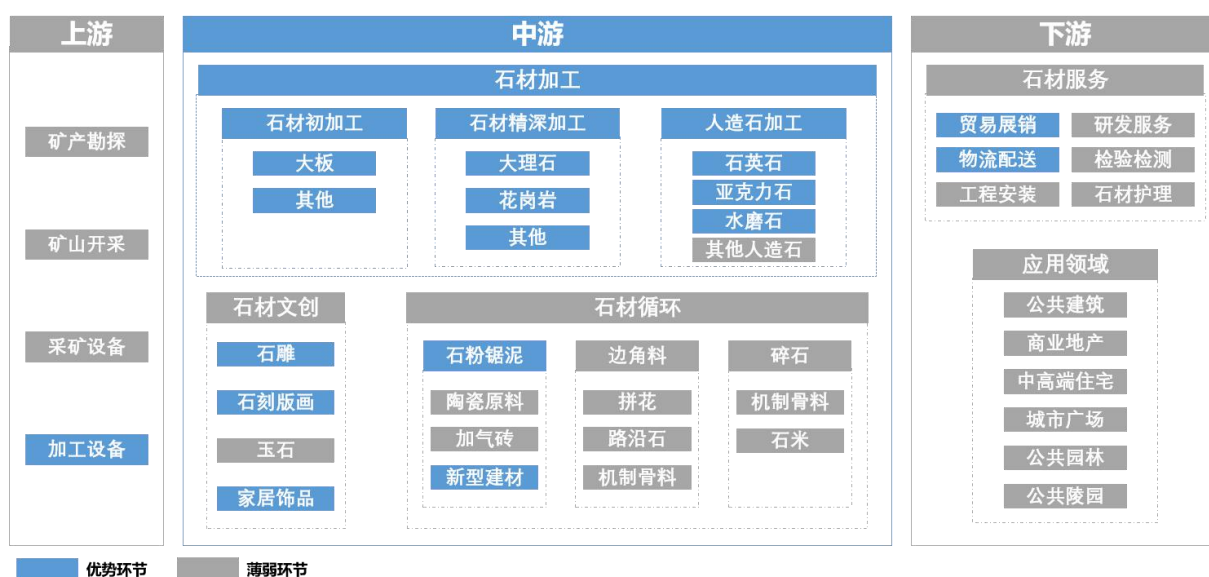 上游
矿产勘探
矿山开采
采矿设备
加工设备
中游
石材加工
石材初加工
大板
其他
石材精深加工
大理石
花岗岩
其他
人造石加工
石英石
亚克力石
水磨石
其他人造石
石材文创
石雕
石刻版画
玉石
家居饰品
石材循环
石粉锯泥
陶瓷原料
加气砖
新型建材
边角料
拼花
路沿石
机制骨料
碎石
机制骨料
石米
下游
石材服务
贸易展销
研发服务
物流配送
检验检测
工程安装
石材护理
应用领域
公共建筑
商业地产
中高端住宅
城市广场
公共园林
公共陵园
优势环节
薄弱环节